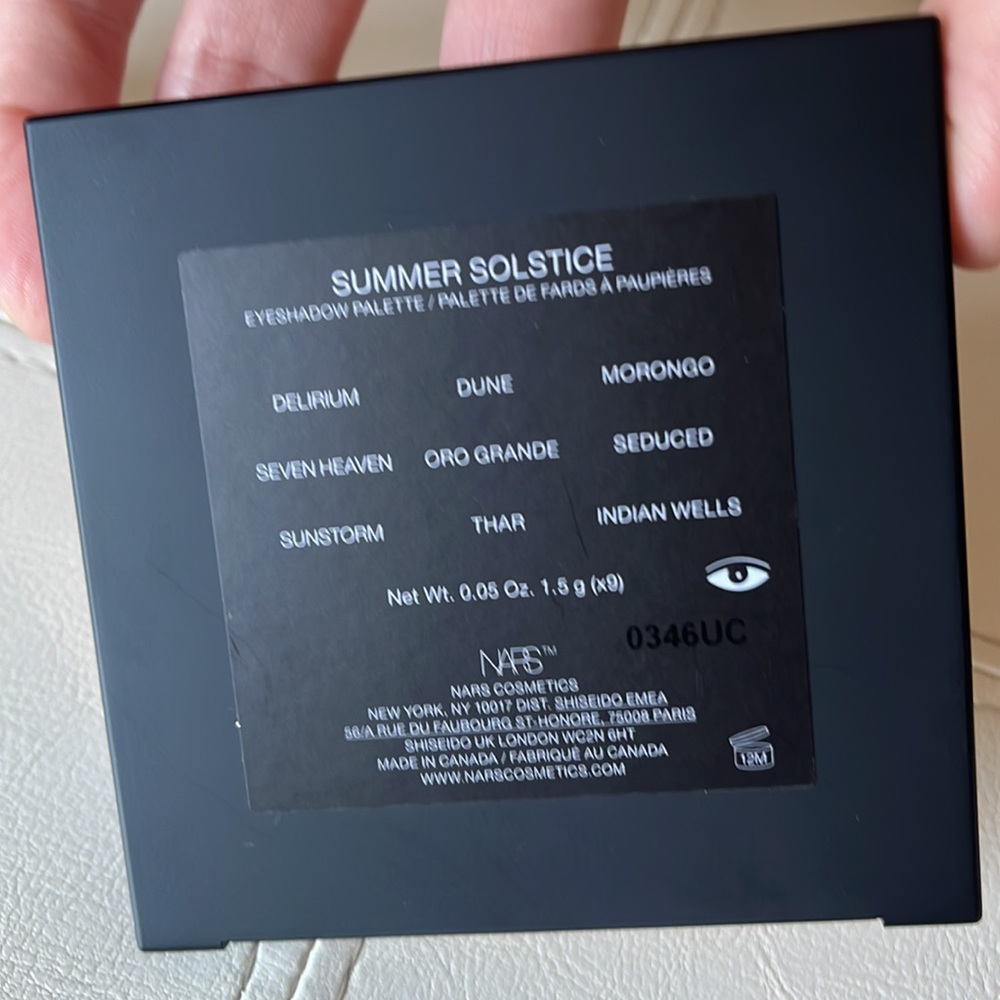 SUMMER SOLSTICE
EYESHADOW PALETTE / PALETTE DE FARDS À PAUPIÈRES
DELIRIUM DUNE MORONGO
SEVEN HEAVEN ORO GRANDE SEDUCED
SUNSTORM THAR INDIAN WELLS
Net Wt. 0.05 Oz. 1.5 g (x9)
0346UC
NARS™
NARS COSMETICS
NEW YORK, NY 10017 DIST. SHISEIDO EMEA
56/A RUE DU FAUBOURG ST-HONORE, 75008 PARIS
SHISEIDO UK LONDON WC2N 6HT
MADE IN CANADA / FABRIQUÉ AU CANADA
WWW.NARSCOSMETICS.COM
12M